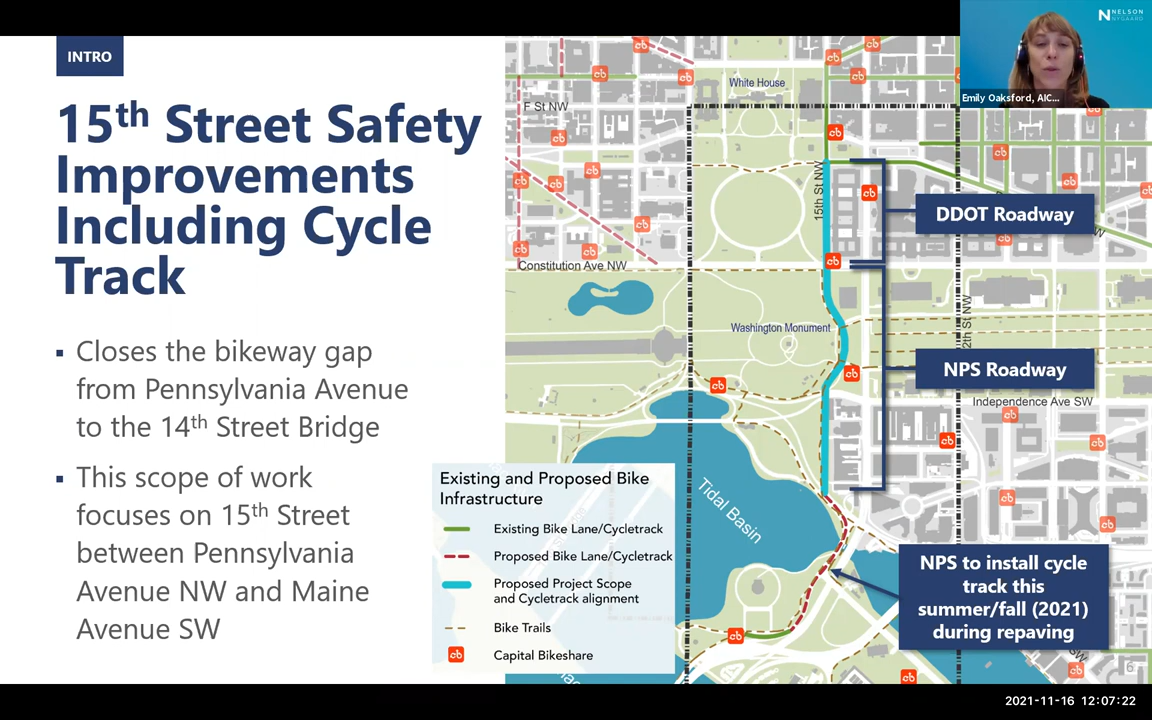 INTRO
15th Street Safety
Improvements
Including Cycle
Track
▪ Closes the bikeway gap
from Pennsylvania Avenue
to the 14th Street Bridge
▪ This scope of work
focuses on 15th Street
between Pennsylvania
Avenue NW and Maine
Avenue SW
White House
F St NW
15th St NW
Constitution Ave NW
Washington Monument
Independence Ave SW
Tidal Basin
DDOT Roadway
NPS Roadway
NPS to install cycle
track this
summer/fall (2021)
during repaving
Existing and Proposed Bike
Infrastructure
Existing Bike Lane/Cycletrack
Proposed Bike Lane/Cycletrack
Proposed Project Scope
and Cycletrack alignment
Bike Trails
cb Capital Bikeshare
NELSON
NYGAARD
Emily Oaksford, AIC...
6
2021-11-16 12:07:22